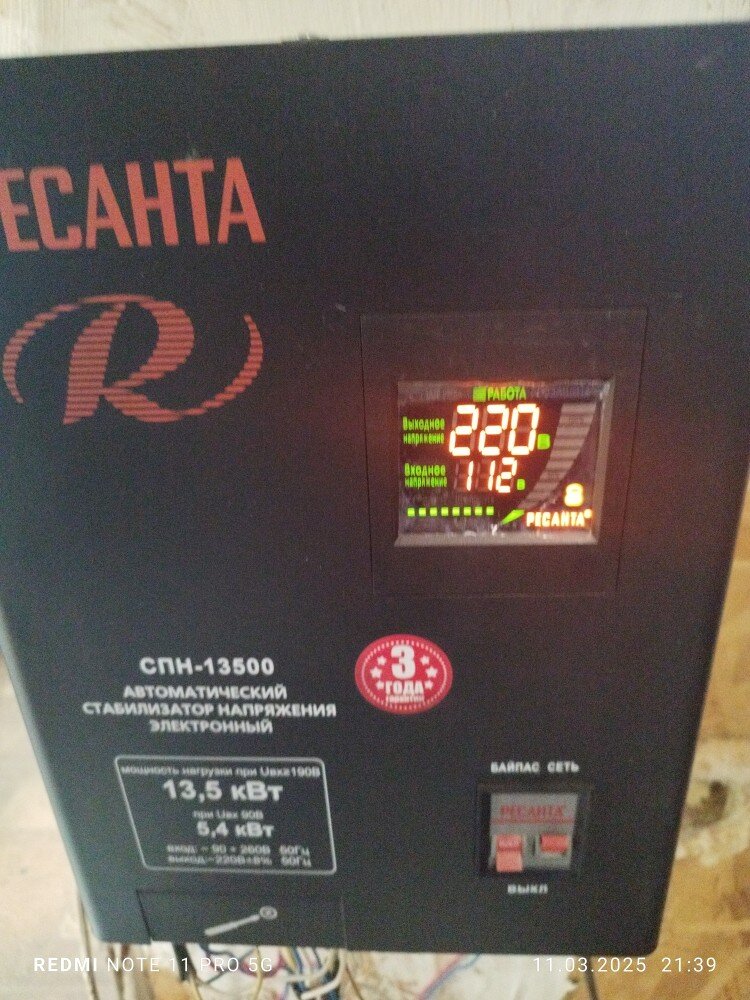 РЕСАНТА
R
РАБОТА
Выходное
напряжение
220 В
Входное
напряжение
112 В
РЕСАНТА
СПН-13500
АВТОМАТИЧЕСКИЙ
СТАБИЛИЗАТОР НАПРЯЖЕНИЯ
ЭЛЕКТРОННЫЙ
3
ГОДА
гарантии
мощность нагрузки при Uвх≥190В
13,5 кВт
при Uвх 90В
5,4 кВт
вход: ~ 90 ÷ 260В 50Гц
выход:~220В±8% 50Гц
БАЙПАС СЕТЬ
РЕСАНТА
ВЫКЛ
REDMI NOTE 11 PRO 5G
11.03.2025 21:39